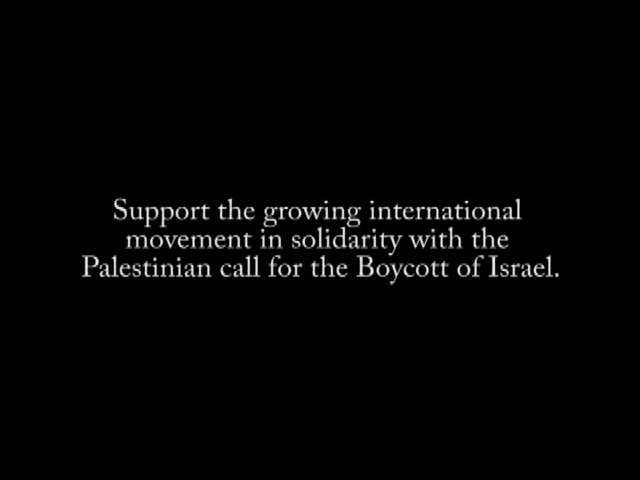 Support the growing international
movement in solidarity with the
Palestinian call for the Boycott of Israel.